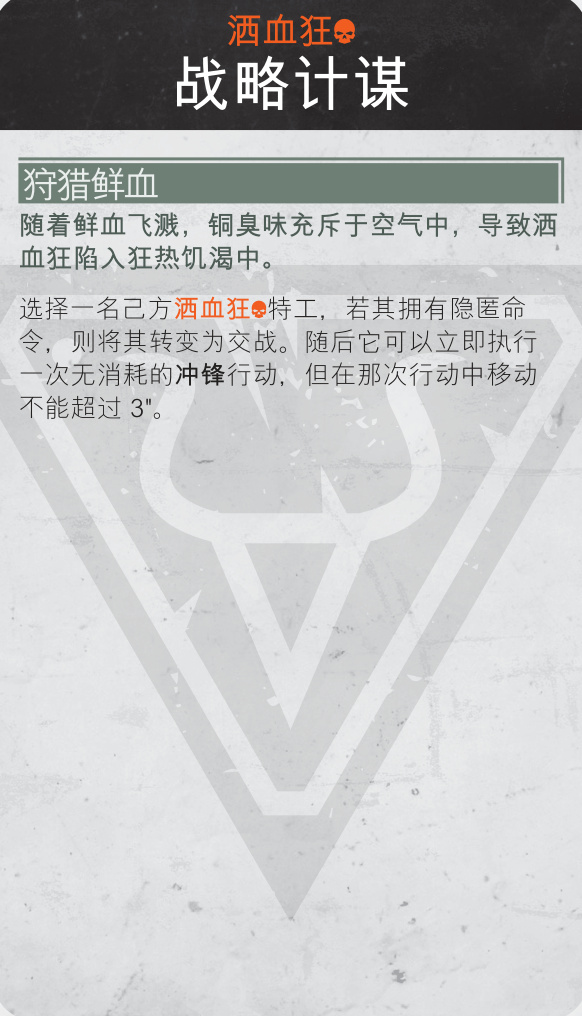 洒血狂
战略计谋
狩猎鲜血
随着鲜血飞溅，铜臭味充斥于空气中，导致洒
血狂陷入狂热饥渴中。
选择一名己方洒血狂特工，若其拥有隐匿命
令，则将其转变为交战。随后它可以立即执行
一次无消耗的冲锋行动，但在那次行动中移动
不能超过 3"。